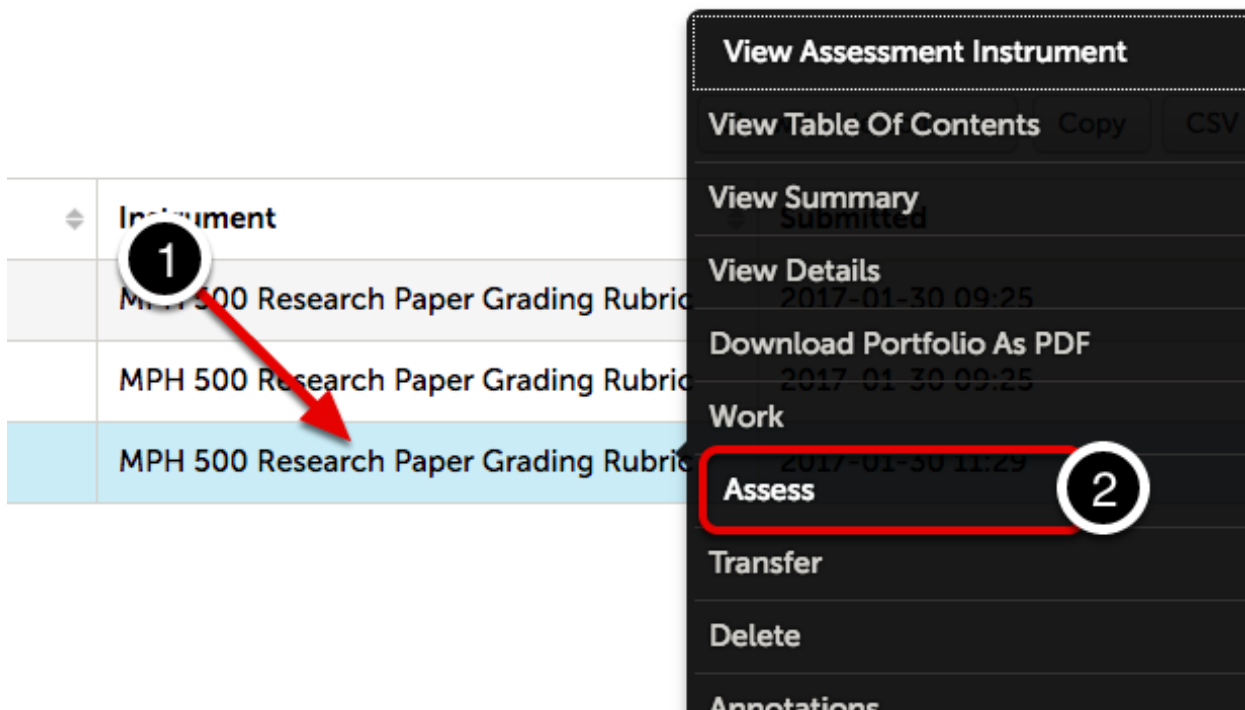 View Assessment Instrument
View Table Of Contents Copy CSV
View Summary
Instrument Submitted
1
View Details
MPH 500 Research Paper Grading Rubric 2017-01-30 09:25
Download Portfolio As PDF
MPH 500 Research Paper Grading Rubric 2017-01-30 09:25
Work
MPH 500 Research Paper Grading Rubric 2017-01-30 11:29
Assess 2
Transfer
Delete
Annotations